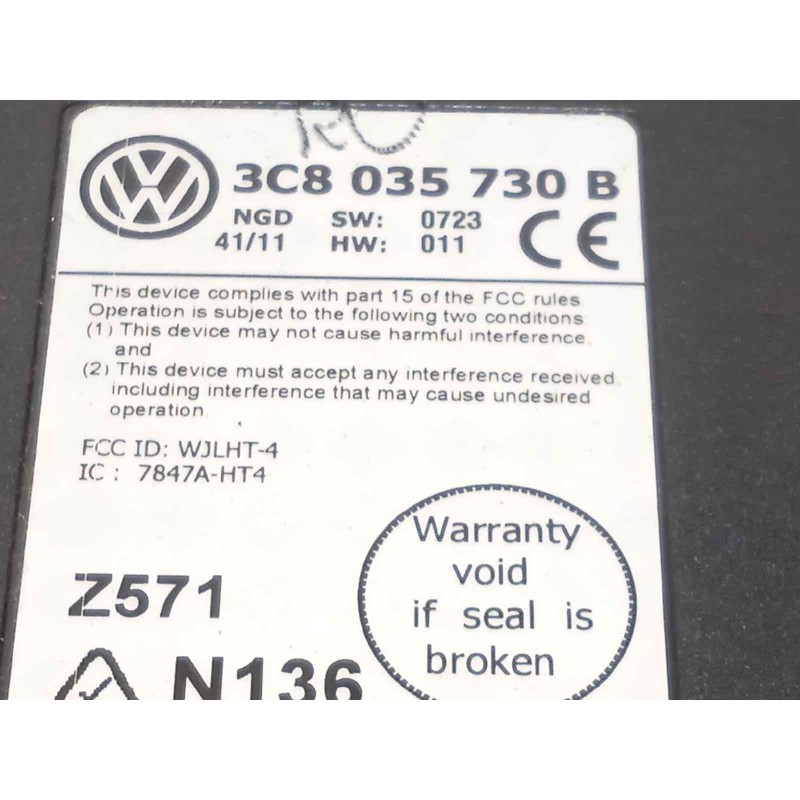 3C8 035 730 B
NGD SW: 0723
41/11 HW: 011
CE
This device complies with part 15 of the FCC rules.
Operation is subject to the following two conditions
(1) This device may not cause harmful interference,
and
(2) This device must accept any interference received,
including interference that may cause undesired
operation.
FCC ID: WJLHT-4
IC : 7847A-HT4
Warranty
void
if seal is
broken
Z571
N136